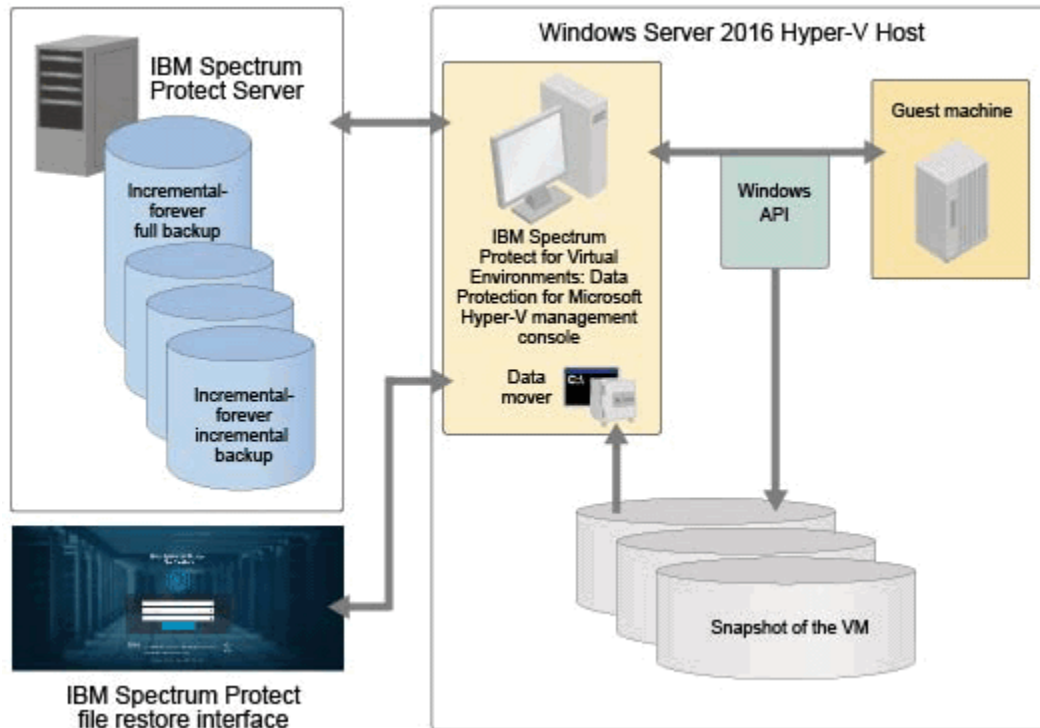 IBM Spectrum
Protect Server
Incremental-
forever
full backup
Incremental-
forever
incremental
backup
IBM Spectrum Protect
file restore interface
Windows Server 2016 Hyper-V Host
IBM Spectrum
Protect for Virtual
Environments: Data
Protection for Microsoft
Hyper-V management
console
Data
mover
C:\
Windows
API
Guest machine
Snapshot of the VM